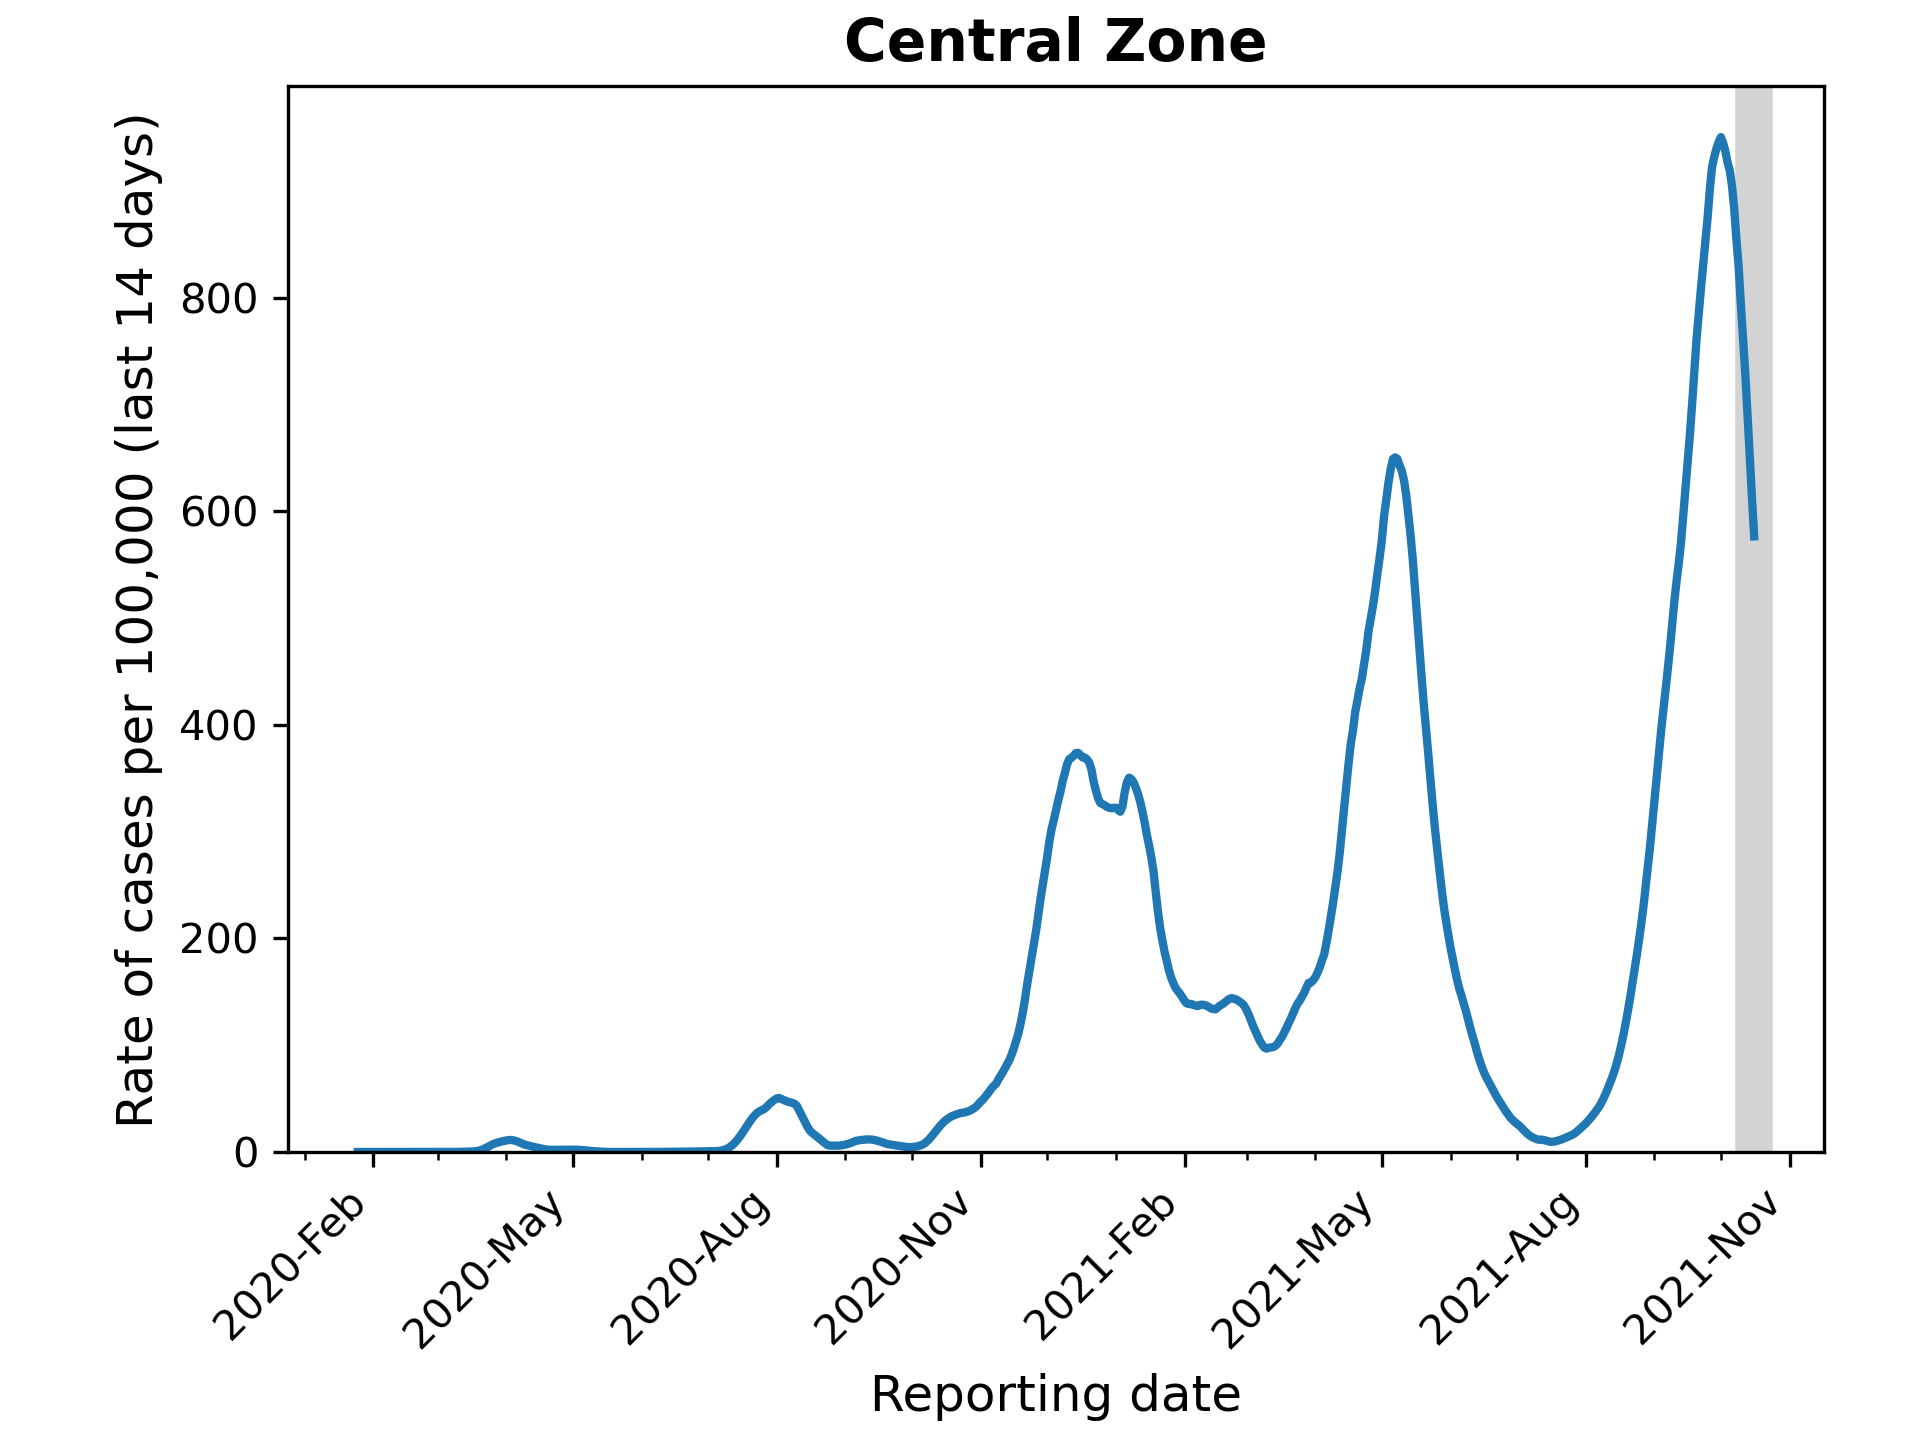 Central Zone
Rate of cases per 100,000 (last 14 days)
800
600
400
200
0
2020-Feb
2020-May
2020-Aug
2020-Nov
2021-Feb
2021-May
2021-Aug
2021-Nov
Reporting date